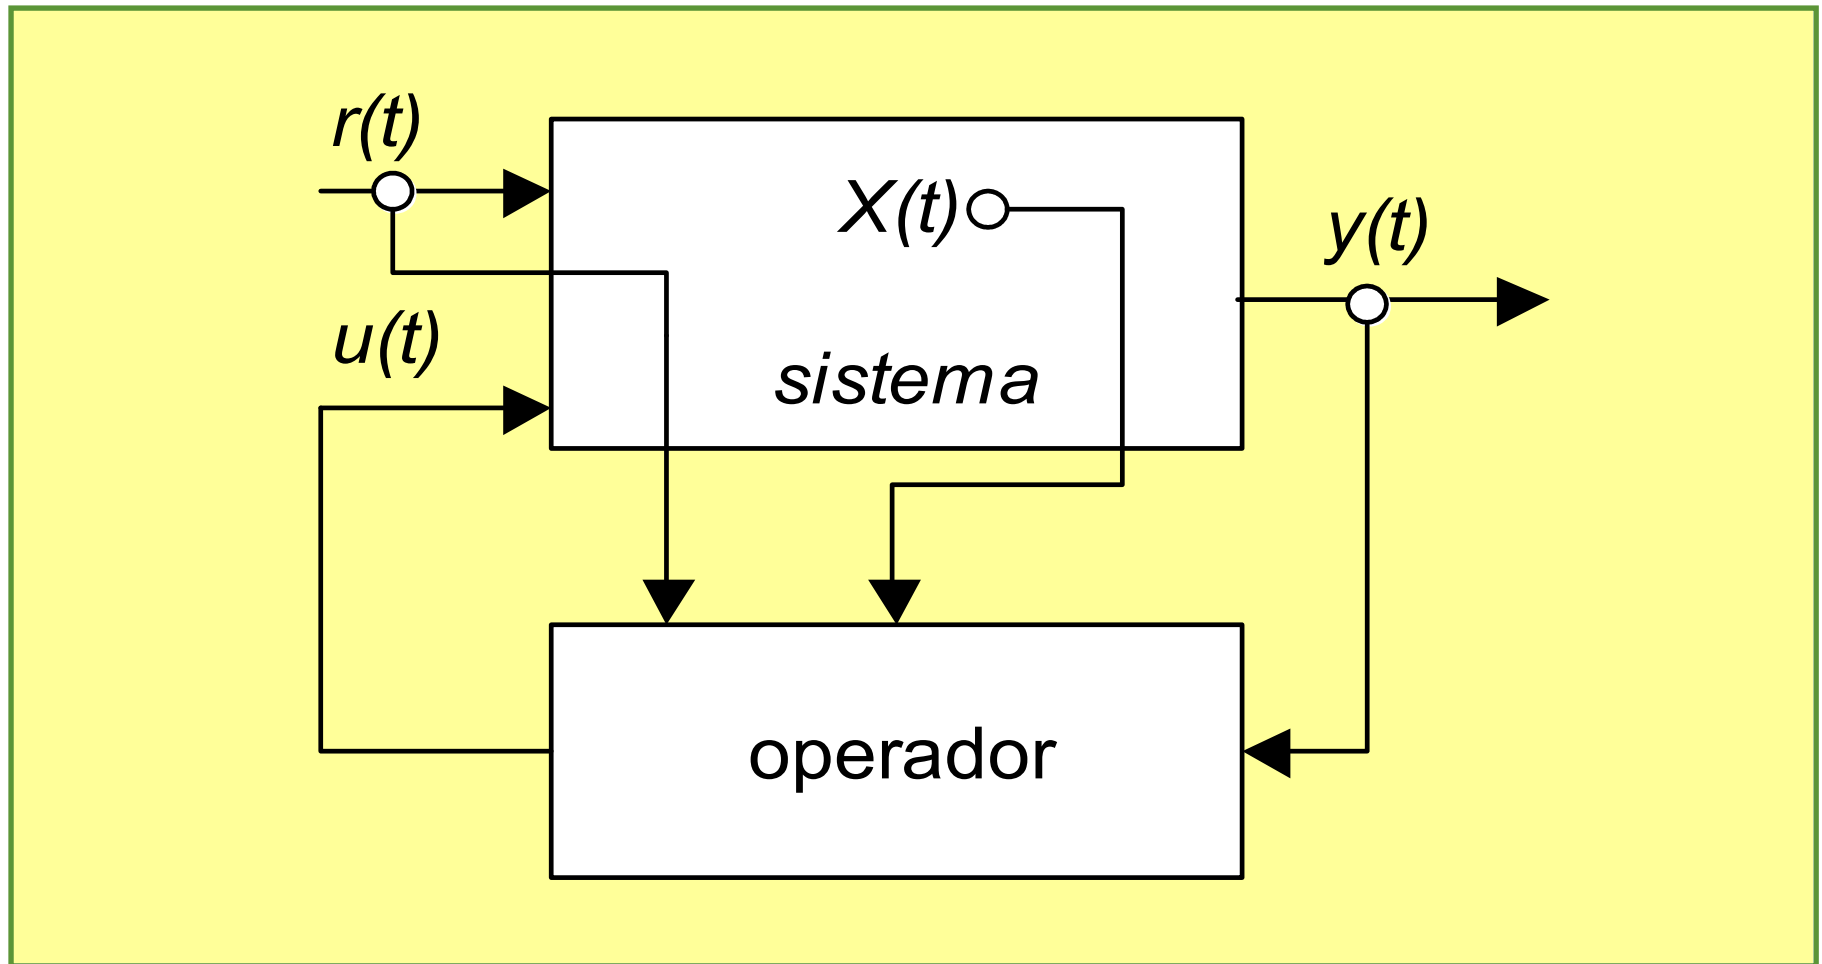 r(t)
X(t)
y(t)
u(t)
sistema
operador